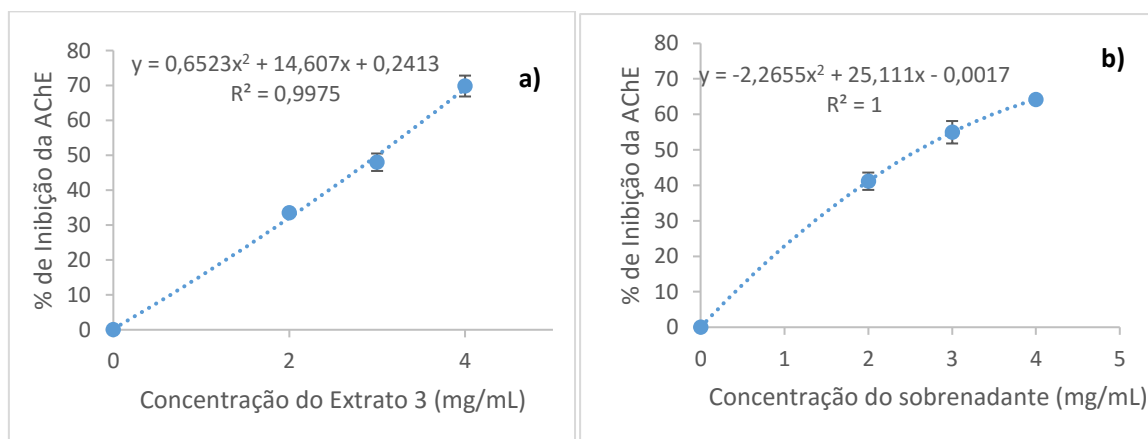 a)
y = 0,6523x² + 14,607x + 0,2413
R² = 0,9975
% de Inibição da AChE
80
70
60
50
40
30
20
10
0
0 2 4
Concentração do Extrato 3 (mg/mL)
b)
y = -2,2655x² + 25,111x - 0,0017
R² = 1
% de Inibição da AChE
80
70
60
50
40
30
20
10
0
0 1 2 3 4 5
Concentração do sobrenadante (mg/mL)